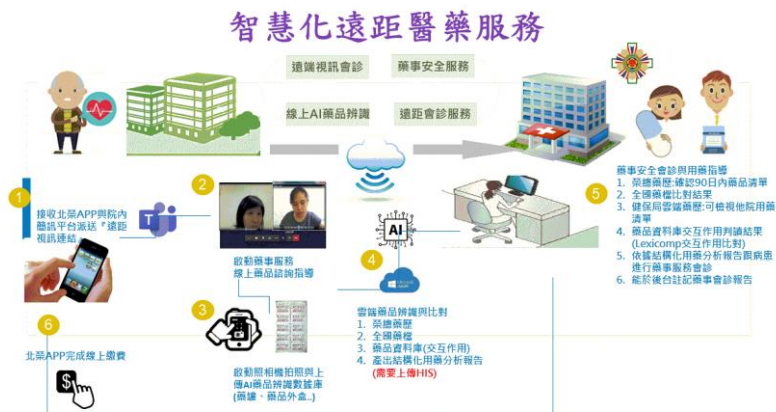 智慧化遠距醫藥服務
遠端視訊會診
藥事安全服務
線上AI藥品辨識
遠距會診服務
1
接收北榮APP與院內
簡訊平台派送『遠距
視訊連結
2
啟動藥事服務
線上藥品諮詢指導
3
啟動照相機拍照與上
傳AI藥品辨識數據庫
(藥罐、藥品外盒..)
AI
4
雲端藥品辨識與比對
1. 榮總藥歷
2. 全國藥檔
3. 藥品資料庫(交互作用)
4. 產出結構化用藥分析報告
(需要上傳HIS)
5
藥事安全會診與用藥指導
1. 榮總藥歷:確認90日內藥品清單
2. 全國藥檔比對結果
3. 健保局雲端藥歷:可檢視他院用藥
清單
4. 藥品資料庫交互作用判讀結果
(Lexicomp交互作用比對)
5. 依據結構化用藥分析報告跟病患
進行藥事服務會診
6. 能於後台註記藥事會診報告
6
北榮APP完成線上繳費